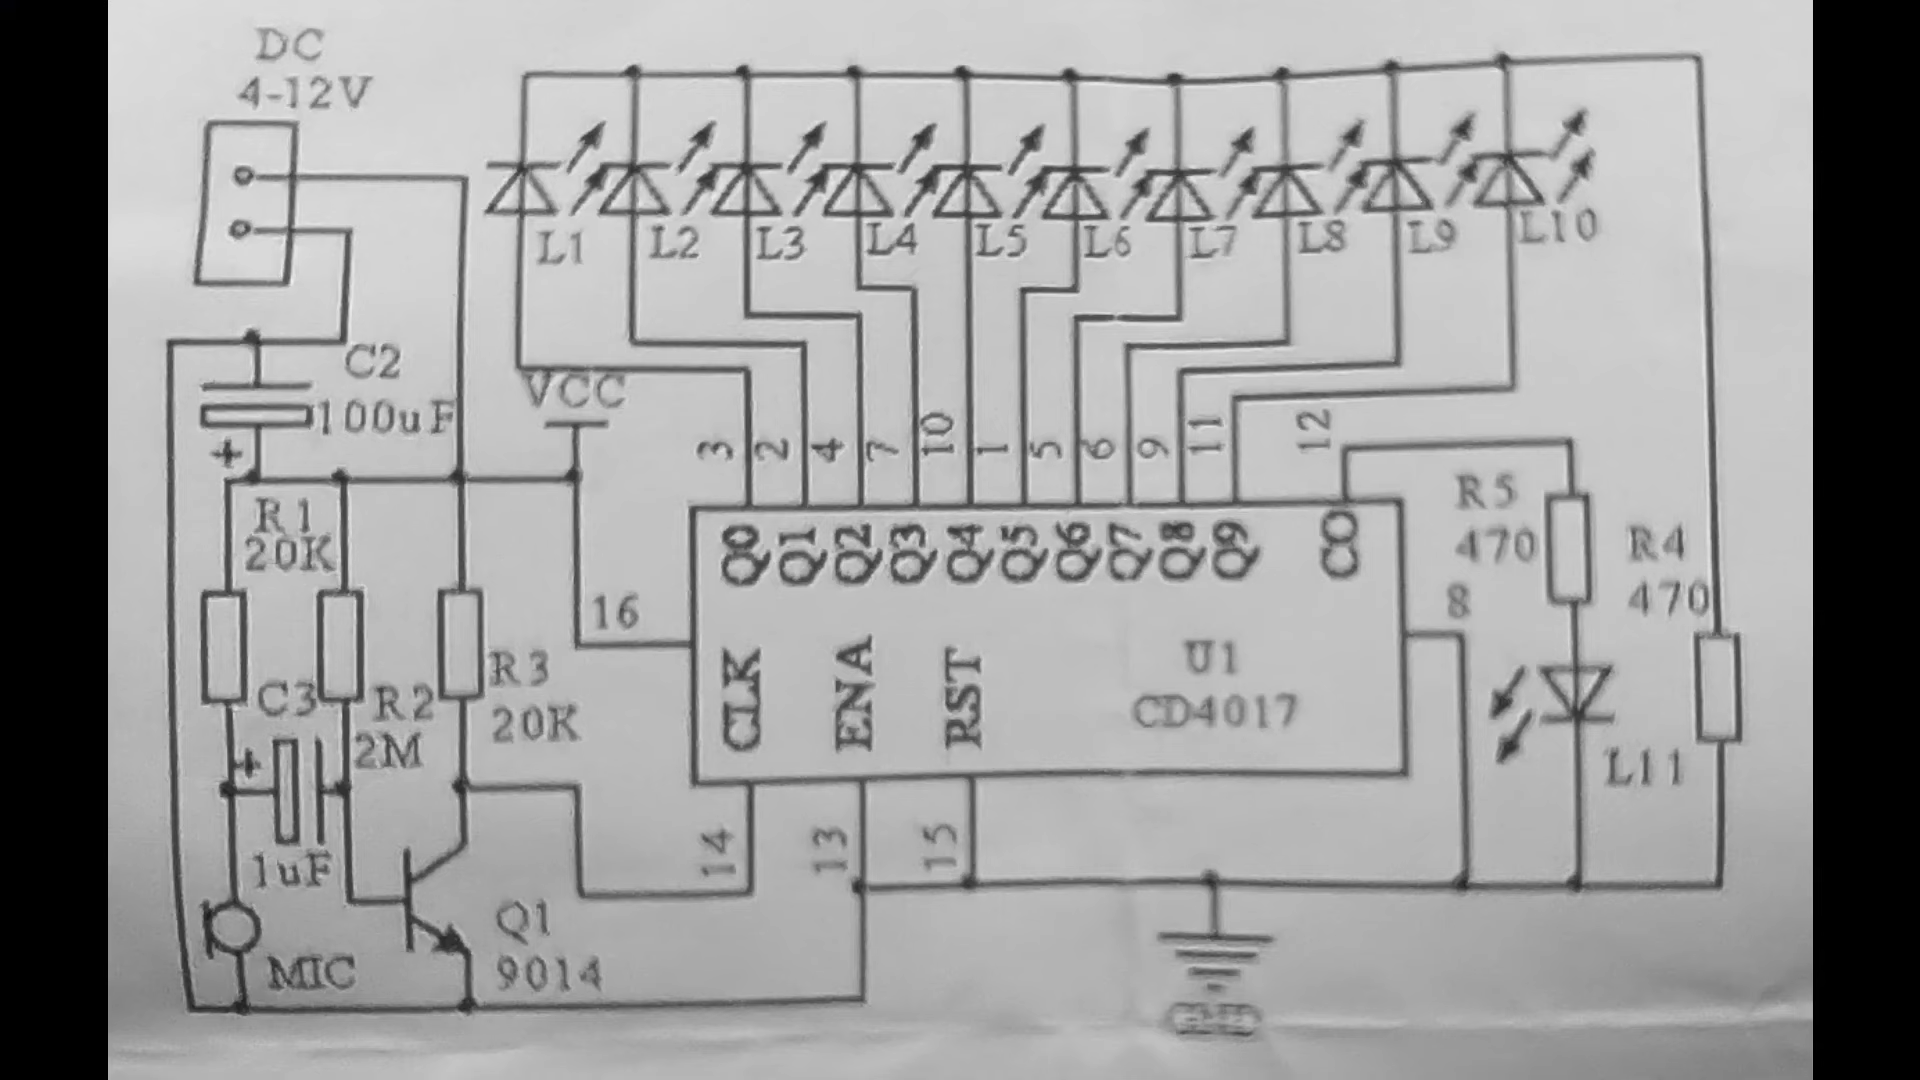 DC
4-12V
L1
L2
L3
L4
L5
L6
L7
L8
L9
L10
C2
100uF
+
VCC
3
2
4
7
10
1
5
6
9
11
12
R1
20K
R5
470
R4
470
Q0
Q1
Q2
Q3
Q4
Q5
Q6
Q7
Q8
Q9
CO
16
8
CLK
ENA
RST
U1
CD4017
R3
20K
C3
+
1uF
R2
2M
L11
14
13
15
Q1
9014
MIC